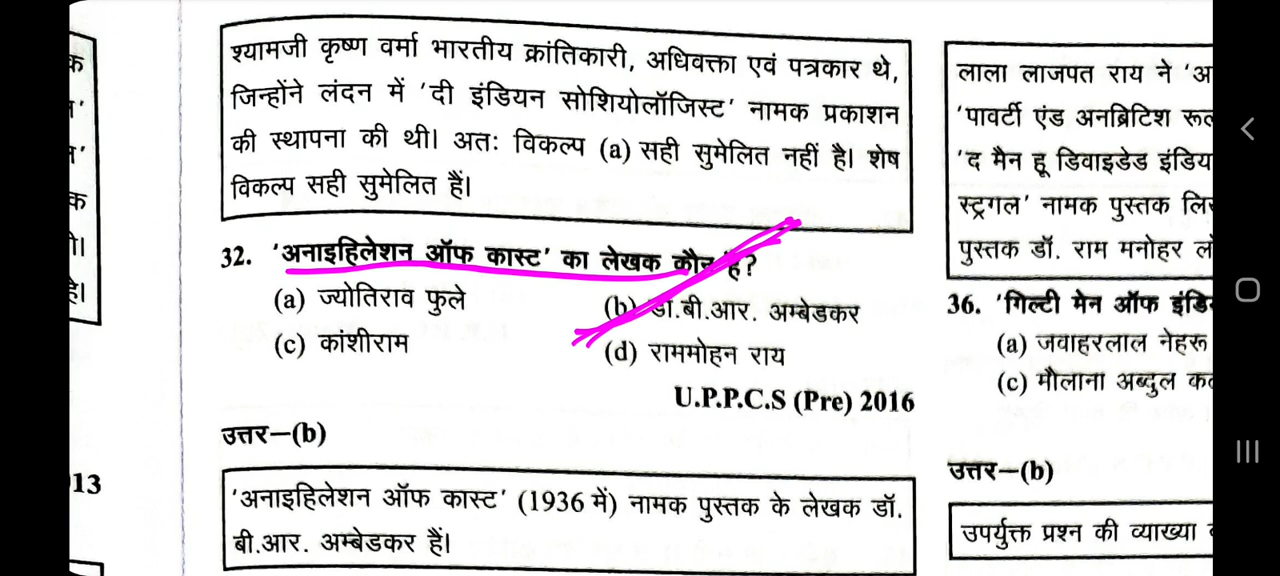 क
न'
न'
क
ो।
है।
13
श्यामजी कृष्ण वर्मा भारतीय क्रांतिकारी, अधिवक्ता एवं पत्रकार थे,
जिन्होंने लंदन में 'दी इंडियन सोशियोलॉजिस्ट' नामक प्रकाशन
की स्थापना की थी। अतः विकल्प (a) सही सुमेलित नहीं है। शेष
विकल्प सही सुमेलित हैं।
32. 'अनाइहिलेशन ऑफ कास्ट' का लेखक कौन है?
(a) ज्योतिराव फुले (b) डॉ.बी.आर. अम्बेडकर
(c) कांशीराम (d) राममोहन राय
U.P.P.C.S (Pre) 2016
उत्तर—(b)
'अनाइहिलेशन ऑफ कास्ट' (1936 में) नामक पुस्तक के लेखक डॉ.
बी.आर. अम्बेडकर हैं।
लाला लाजपत राय ने 'अ
'पावर्टी एंड अनब्रिटिश रूल
'द मैन हू डिवाइडेड इंडिय
स्ट्रगल' नामक पुस्तक लि
पुस्तक डॉ. राम मनोहर लो
36. 'गिल्टी मेन ऑफ इंडि
(a) जवाहरलाल नेहरू
(c) मौलाना अब्दुल क
उत्तर—(b)
उपर्युक्त प्रश्न की व्याख्या